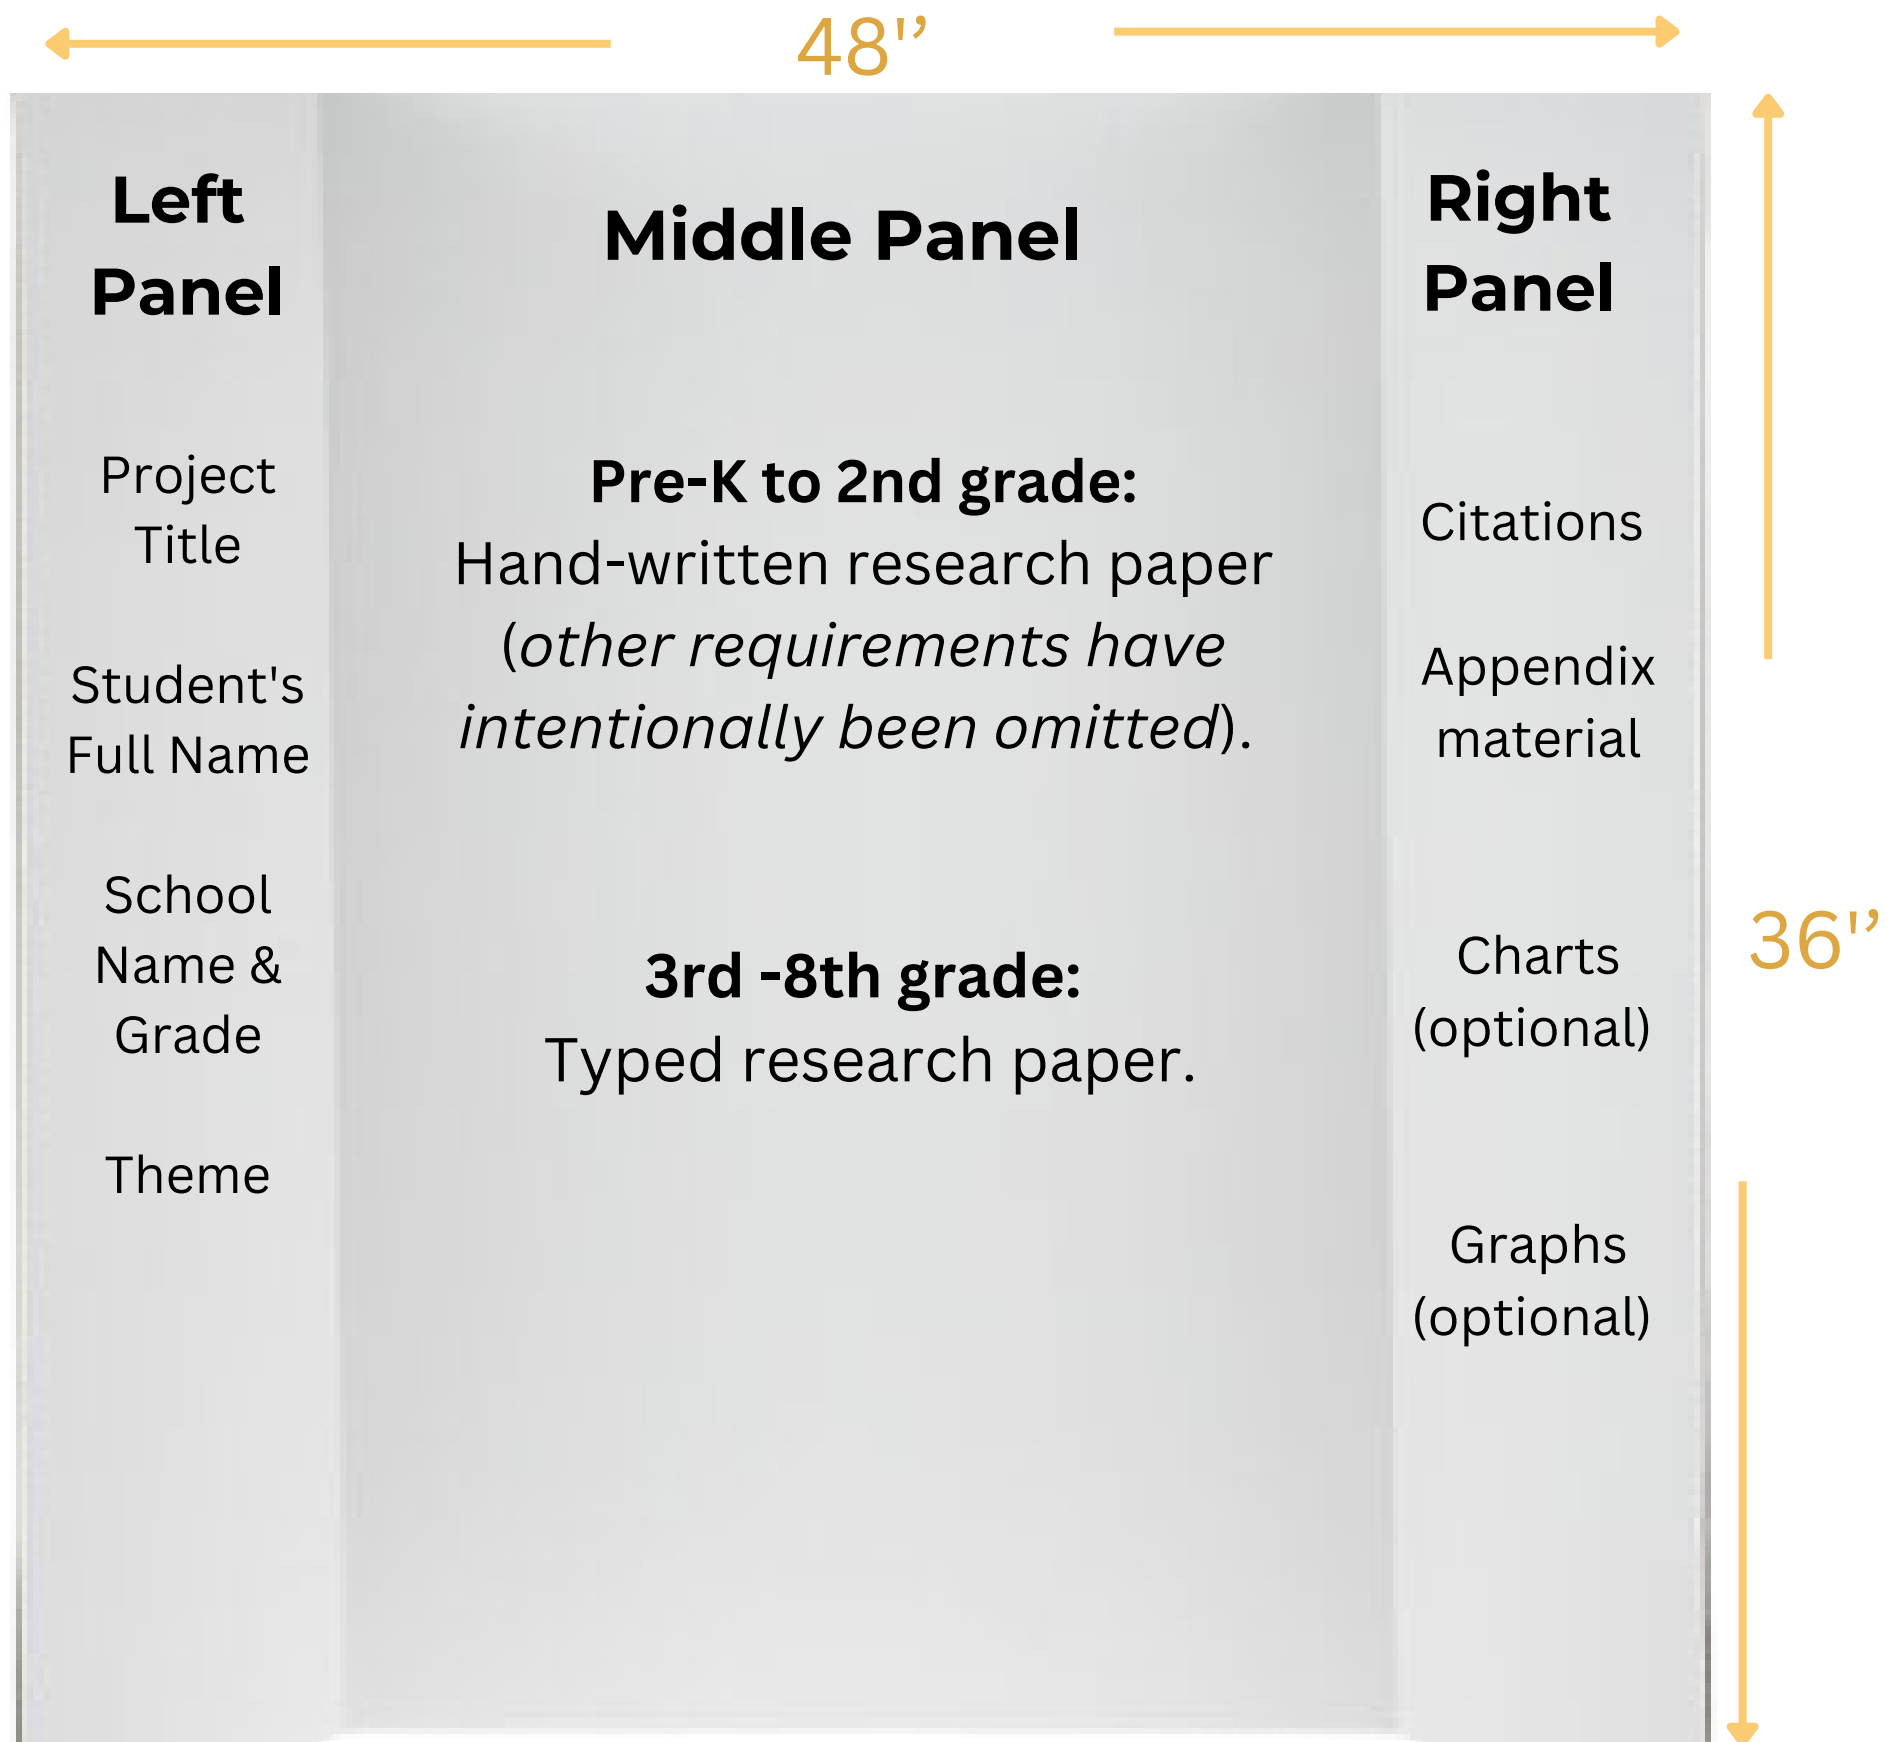 48"
Left
Panel
Project
Title
Student's
Full Name
School
Name &
Grade
Theme
Middle Panel
Pre-K to 2nd grade:
Hand-written research paper
(other requirements have
intentionally been omitted).
3rd -8th grade:
Typed research paper.
Right
Panel
Citations
Appendix
material
Charts
(optional)
Graphs
(optional)
36"